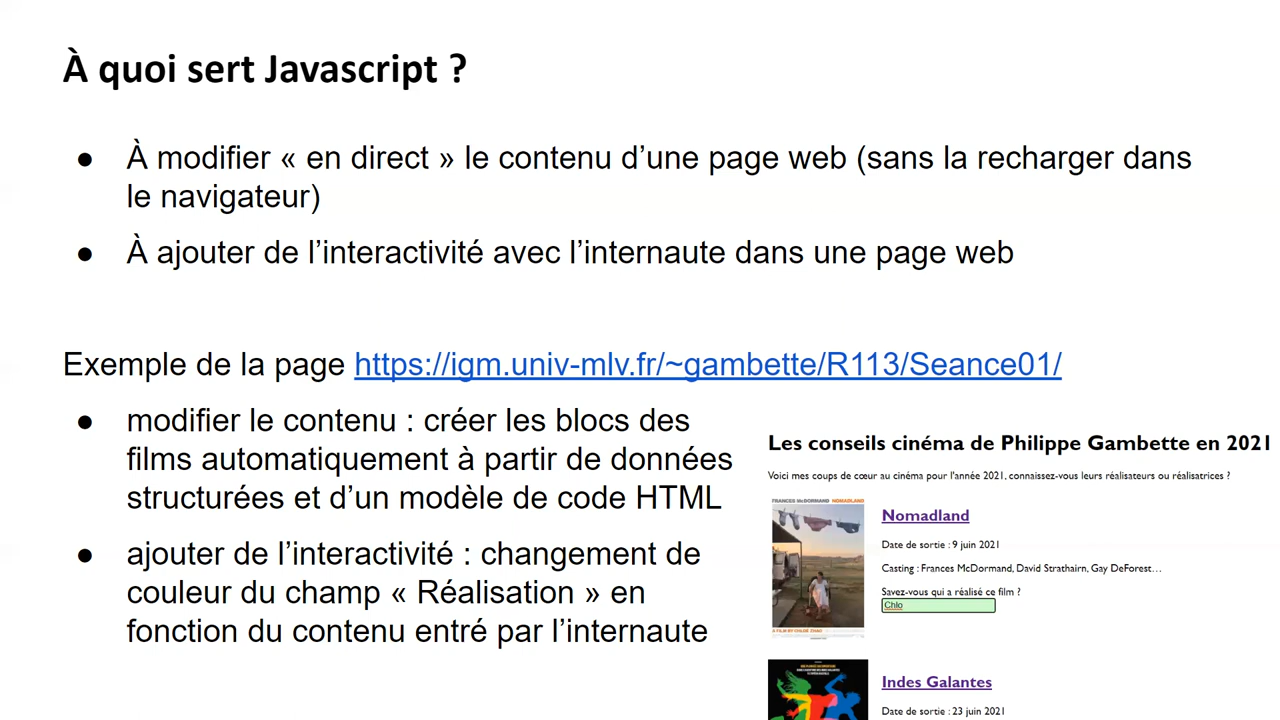 À quoi sert Javascript ?
● À modifier « en direct » le contenu d’une page web (sans la recharger dans
le navigateur)
● À ajouter de l’interactivité avec l’internaute dans une page web
Exemple de la page https://igm.univ-mlv.fr/~gambette/R113/Seance01/
● modifier le contenu : créer les blocs des
films automatiquement à partir de données
structurées et d’un modèle de code HTML
● ajouter de l’interactivité : changement de
couleur du champ « Réalisation » en
fonction du contenu entré par l’internaute
Les conseils cinéma de Philippe Gambette en 2021
Voici mes coups de cœur au cinéma pour l'année 2021, connaissez-vous leurs réalisateurs ou réalisatrices ?
FRANCES McDORMAND NOMADLAND
A FILM BY CHLOÉ ZHAO
Nomadland
Date de sortie : 9 juin 2021
Casting : Frances McDormand, David Strathairn, Gay DeForest…
Savez-vous qui a réalisé ce film ?
Chlo
Indes Galantes
Date de sortie : 23 juin 2021